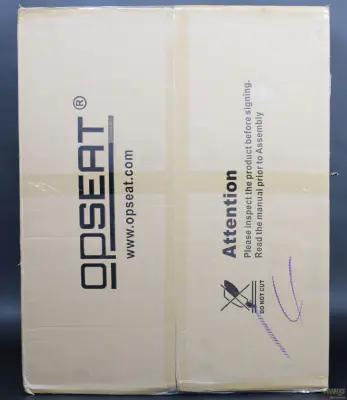 OPSEAT®
www.opseat.com
Attention
Please inspect the product before signing.
Read the manual prior to Assembly
DO NOT CUT